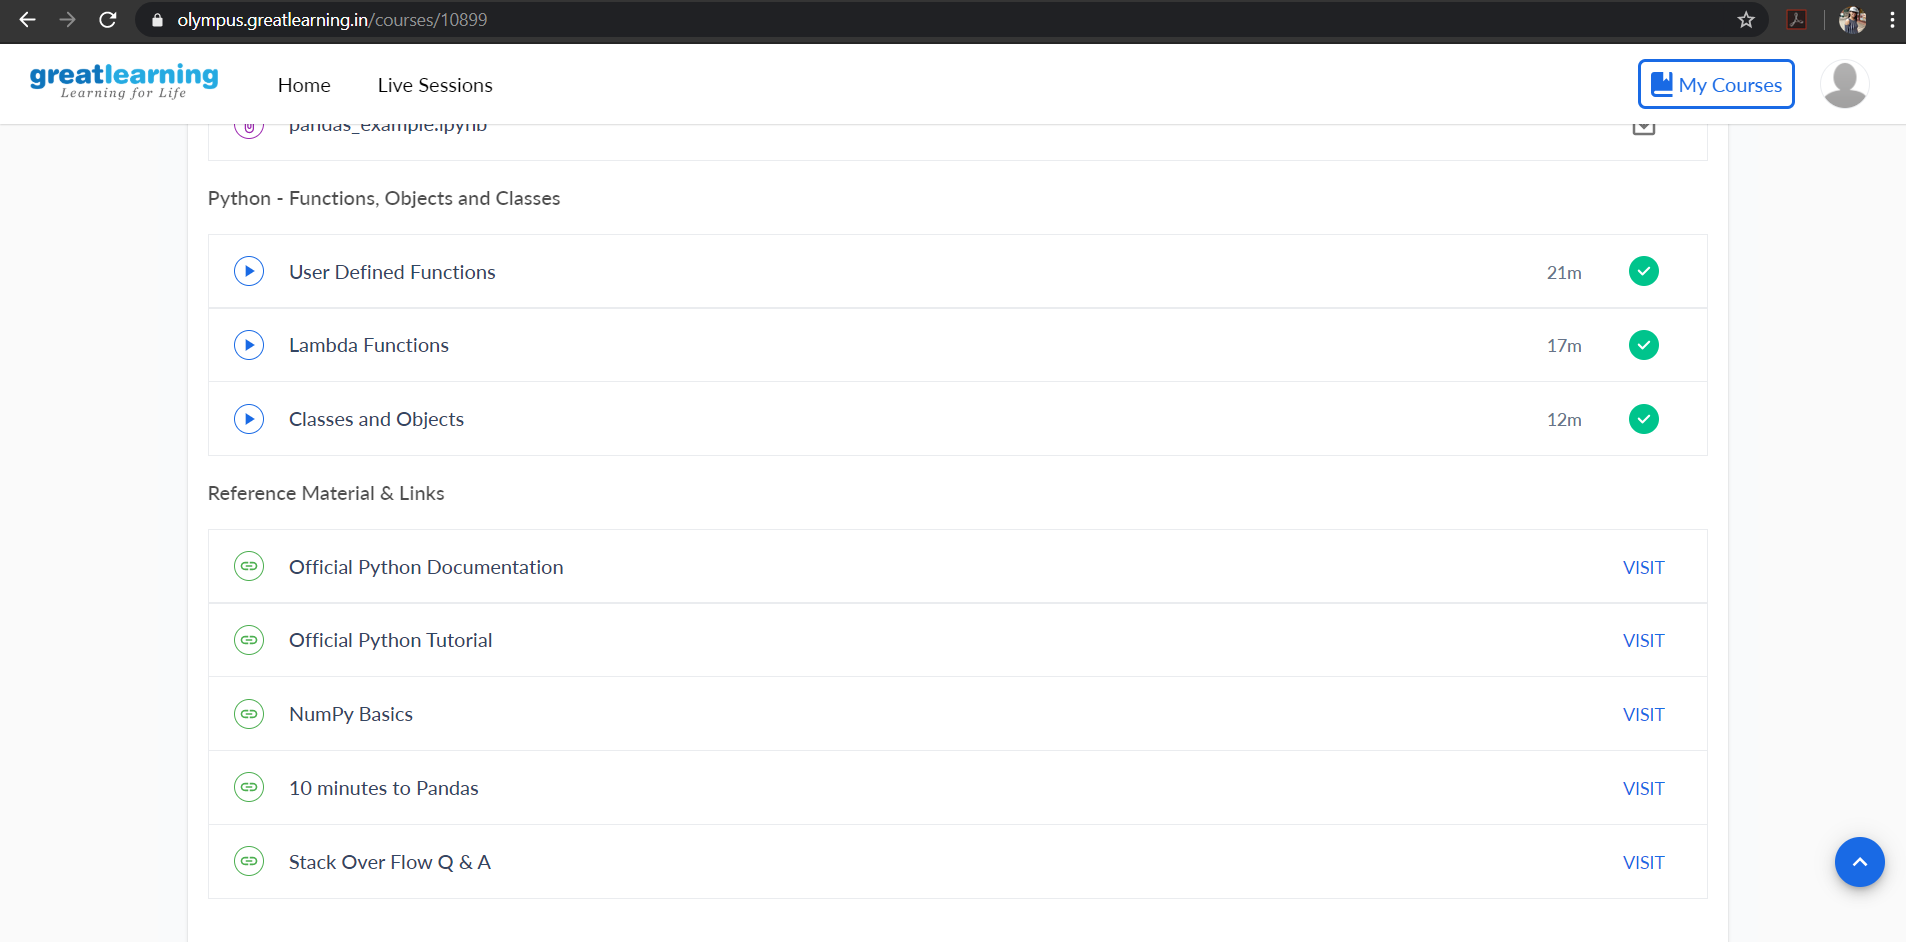 olympus.greatlearning.in/courses/10899
greatlearning
Learning for Life
Home
Live Sessions
My Courses
pandas_example.ipynb
Python - Functions, Objects and Classes
User Defined Functions 21m
Lambda Functions 17m
Classes and Objects 12m
Reference Material & Links
Official Python Documentation VISIT
Official Python Tutorial VISIT
NumPy Basics VISIT
10 minutes to Pandas VISIT
Stack Over Flow Q & A VISIT